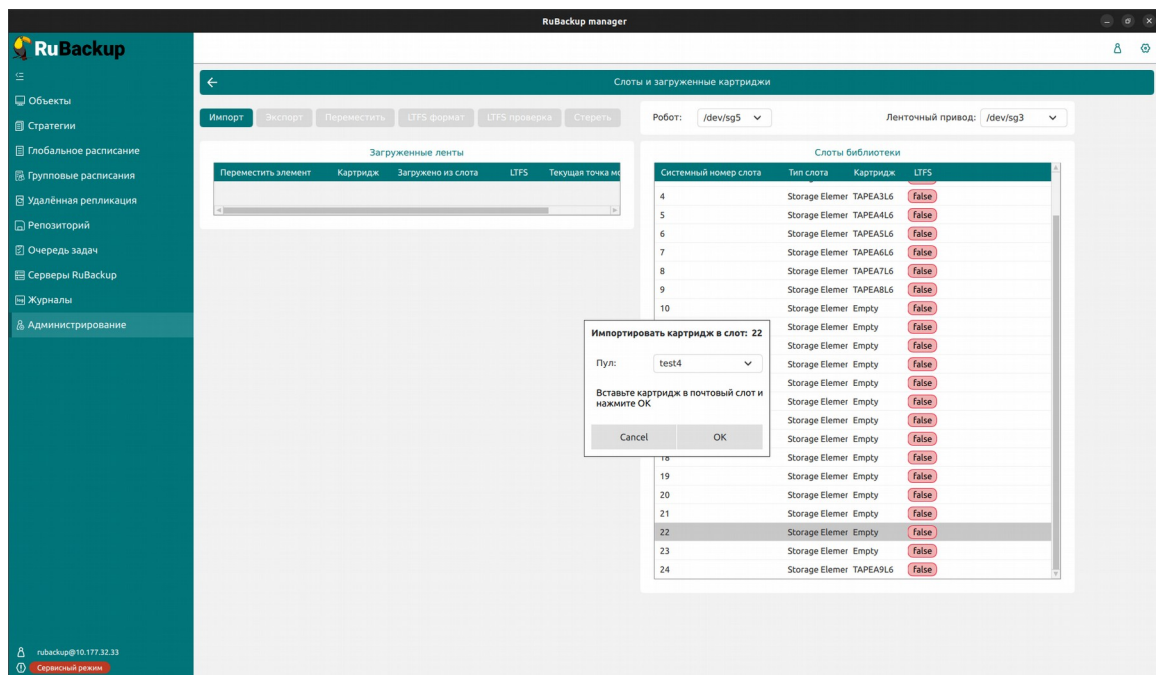 RuBackup manager
RuBackup
Объекты
Стратегии
Глобальное расписание
Групповые расписания
Удалённая репликация
Репозиторий
Очередь задач
Серверы RuBackup
Журналы
Администрирование
rubackup@10.177.32.33
Сервисный режим
Слоты и загруженные картриджи
Импорт Экспорт Переместить LTFS формат LTFS проверка Стереть
Робот: /dev/sg5 Ленточный привод: /dev/sg3
Загруженные ленты
Переместить элемент Картридж Загружено из слота LTFS Текущая точка мо
Слоты библиотеки
Системный номер слота Тип слота Картридж LTFS
4 Storage Elemer TAPEA3L6 false
5 Storage Elemer TAPEA4L6 false
6 Storage Elemer TAPEA5L6 false
7 Storage Elemer TAPEA6L6 false
8 Storage Elemer TAPEA7L6 false
9 Storage Elemer TAPEA8L6 false
10 Storage Elemer Empty false
Storage Elemer Empty false
Storage Elemer Empty false
Storage Elemer Empty false
Storage Elemer Empty false
Storage Elemer Empty false
Storage Elemer Empty false
Storage Elemer Empty false
18 Storage Elemer Empty false
19 Storage Elemer Empty false
20 Storage Elemer Empty false
21 Storage Elemer Empty false
22 Storage Elemer Empty false
23 Storage Elemer Empty false
24 Storage Elemer TAPEA9L6 false
Импортировать картридж в слот: 22
Пул: test4
Вставьте картридж в почтовый слот и
нажмите OK
Cancel OK